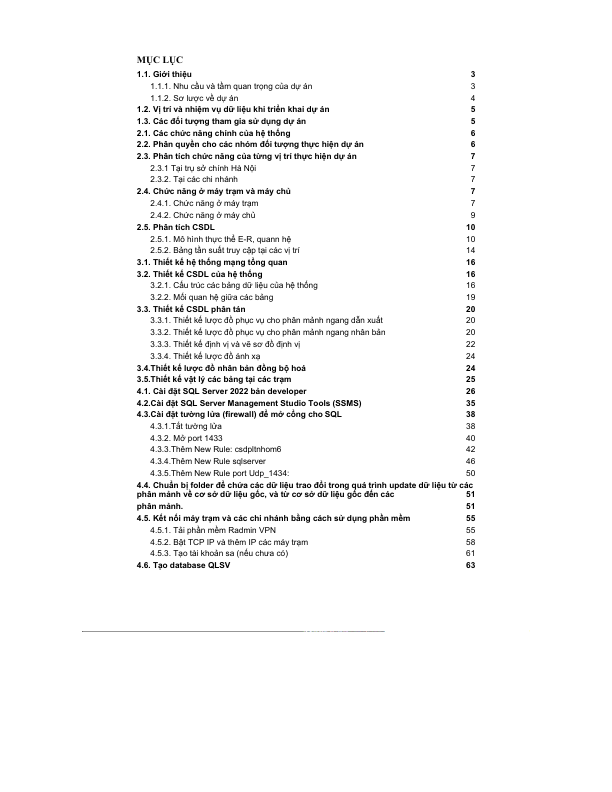 MỤC LỤC
1.1. Giới thiệu 3
1.1.1. Nhu cầu và tầm quan trọng của dự án 3
1.1.2. Sơ lược về dự án 4
1.2. Vị trí và nhiệm vụ dữ liệu khi triển khai dự án 5
1.3. Các đối tượng tham gia sử dụng dự án 5
2.1. Các chức năng chính của hệ thống 6
2.2. Phân quyền cho các nhóm đối tượng thực hiện dự án 6
2.3. Phân tích chức năng của từng vị trí thực hiện dự án 7
2.3.1 Tại trụ sở chính Hà Nội 7
2.3.2. Tại các chi nhánh 7
2.4. Chức năng ở máy trạm và máy chủ 7
2.4.1. Chức năng ở máy trạm 7
2.4.2. Chức năng ở máy chủ 9
2.5. Phân tích CSDL 10
2.5.1. Mô hình thực thể E-R, quann hệ 10
2.5.2. Bảng tần suất truy cập tại các vị trí 14
3.1. Thiết kế hệ thống mạng tổng quan 16
3.2. Thiết kế CSDL của hệ thống 16
3.2.1. Cấu trúc các bảng dữ liệu của hệ thống 16
3.2.2. Mối quan hệ giữa các bảng 19
3.3. Thiết kế CSDL phân tán 20
3.3.1. Thiết kế lược đồ phục vụ cho phân mảnh ngang dẫn xuất 20
3.3.2. Thiết kế lược đồ phục vụ cho phân mảnh ngang nhân bản 20
3.3.3. Thiết kế định vị và vẽ sơ đồ định vị 22
3.3.4. Thiết kế lược đồ ánh xạ 24
3.4.Thiết kế lược đồ nhân bản đồng bộ hoá 24
3.5.Thiết kế vật lý các bảng tại các trạm 25
4.1. Cài đặt SQL Server 2022 bản developer 26
4.2.Cài đặt SQL Server Management Studio Tools (SSMS) 35
4.3.Cài đặt tường lửa (firewall) để mở cổng cho SQL 38
4.3.1.Tắt tường lửa 38
4.3.2. Mở port 1433 40
4.3.3.Thêm New Rule: csdpltnhom6 42
4.3.4.Thêm New Rule sqlserver 46
4.3.5.Thêm New Rule port Udp_1434: 50
4.4. Chuẩn bị folder để chứa các dữ liệu trao đổi trong quá trình update dữ liệu từ các
phân mảnh về cơ sở dữ liệu gốc, và từ cơ sở dữ liệu gốc đến các 51
phân mảnh. 51
4.5. Kết nối máy trạm và các chi nhánh bằng cách sử dụng phần mềm 55
4.5.1. Tải phần mềm Radmin VPN 55
4.5.2. Bật TCP IP và thêm IP các máy trạm 58
4.5.3. Tạo tài khoản sa (nếu chưa có) 61
4.6. Tạo database QLSV 63